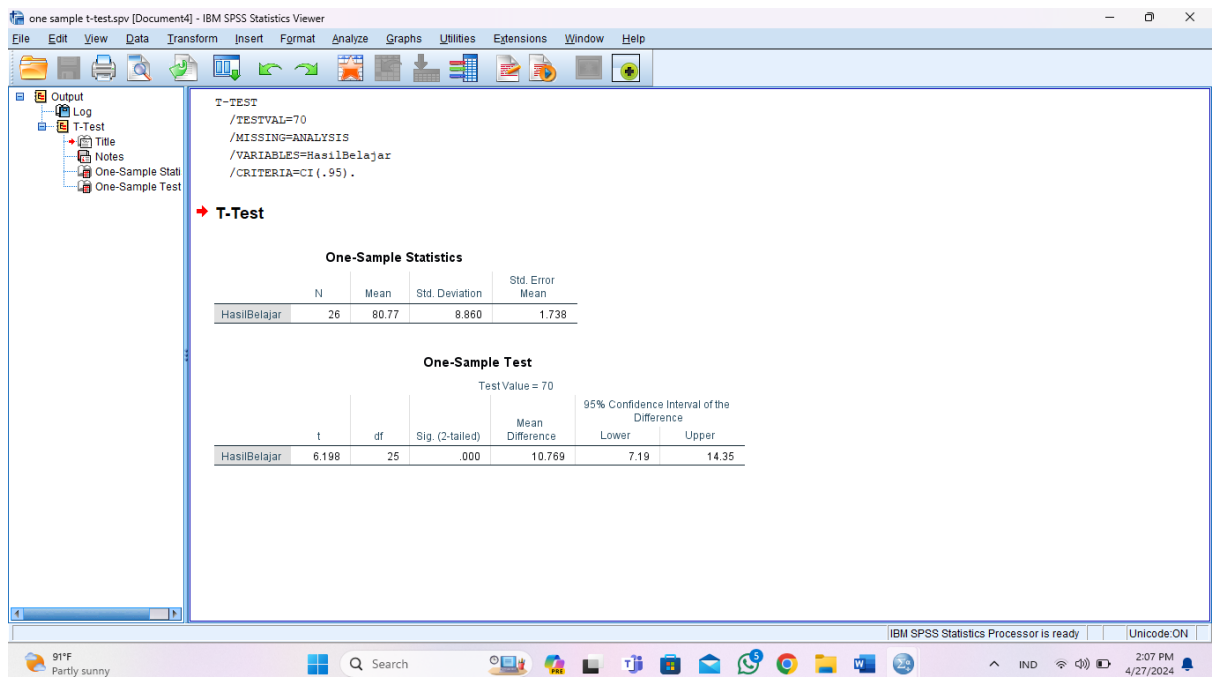 one sample t-test.spv [Document4] - IBM SPSS Statistics Viewer
File Edit View Data Transform Insert Format Analyze Graphs Utilities Extensions Window Help
Output
Log
T-Test
Title
Notes
One-Sample Stati
One-Sample Test
T-TEST
/TESTVAL=70
/MISSING=ANALYSIS
/VARIABLES=HasilBelajar
/CRITERIA=CI(.95).
T-Test
One-Sample Statistics
N Mean Std. Deviation Std. Error Mean
HasilBelajar 26 80.77 8.860 1.738
One-Sample Test
Test Value = 70
95% Confidence Interval of the Difference
t df Sig. (2-tailed) Mean Difference Lower Upper
HasilBelajar 6.198 25 .000 10.769 7.19 14.35
IBM SPSS Statistics Processor is ready Unicode:ON
91°F
Partly sunny
Search
PRE
5
IND
2:07 PM
4/27/2024